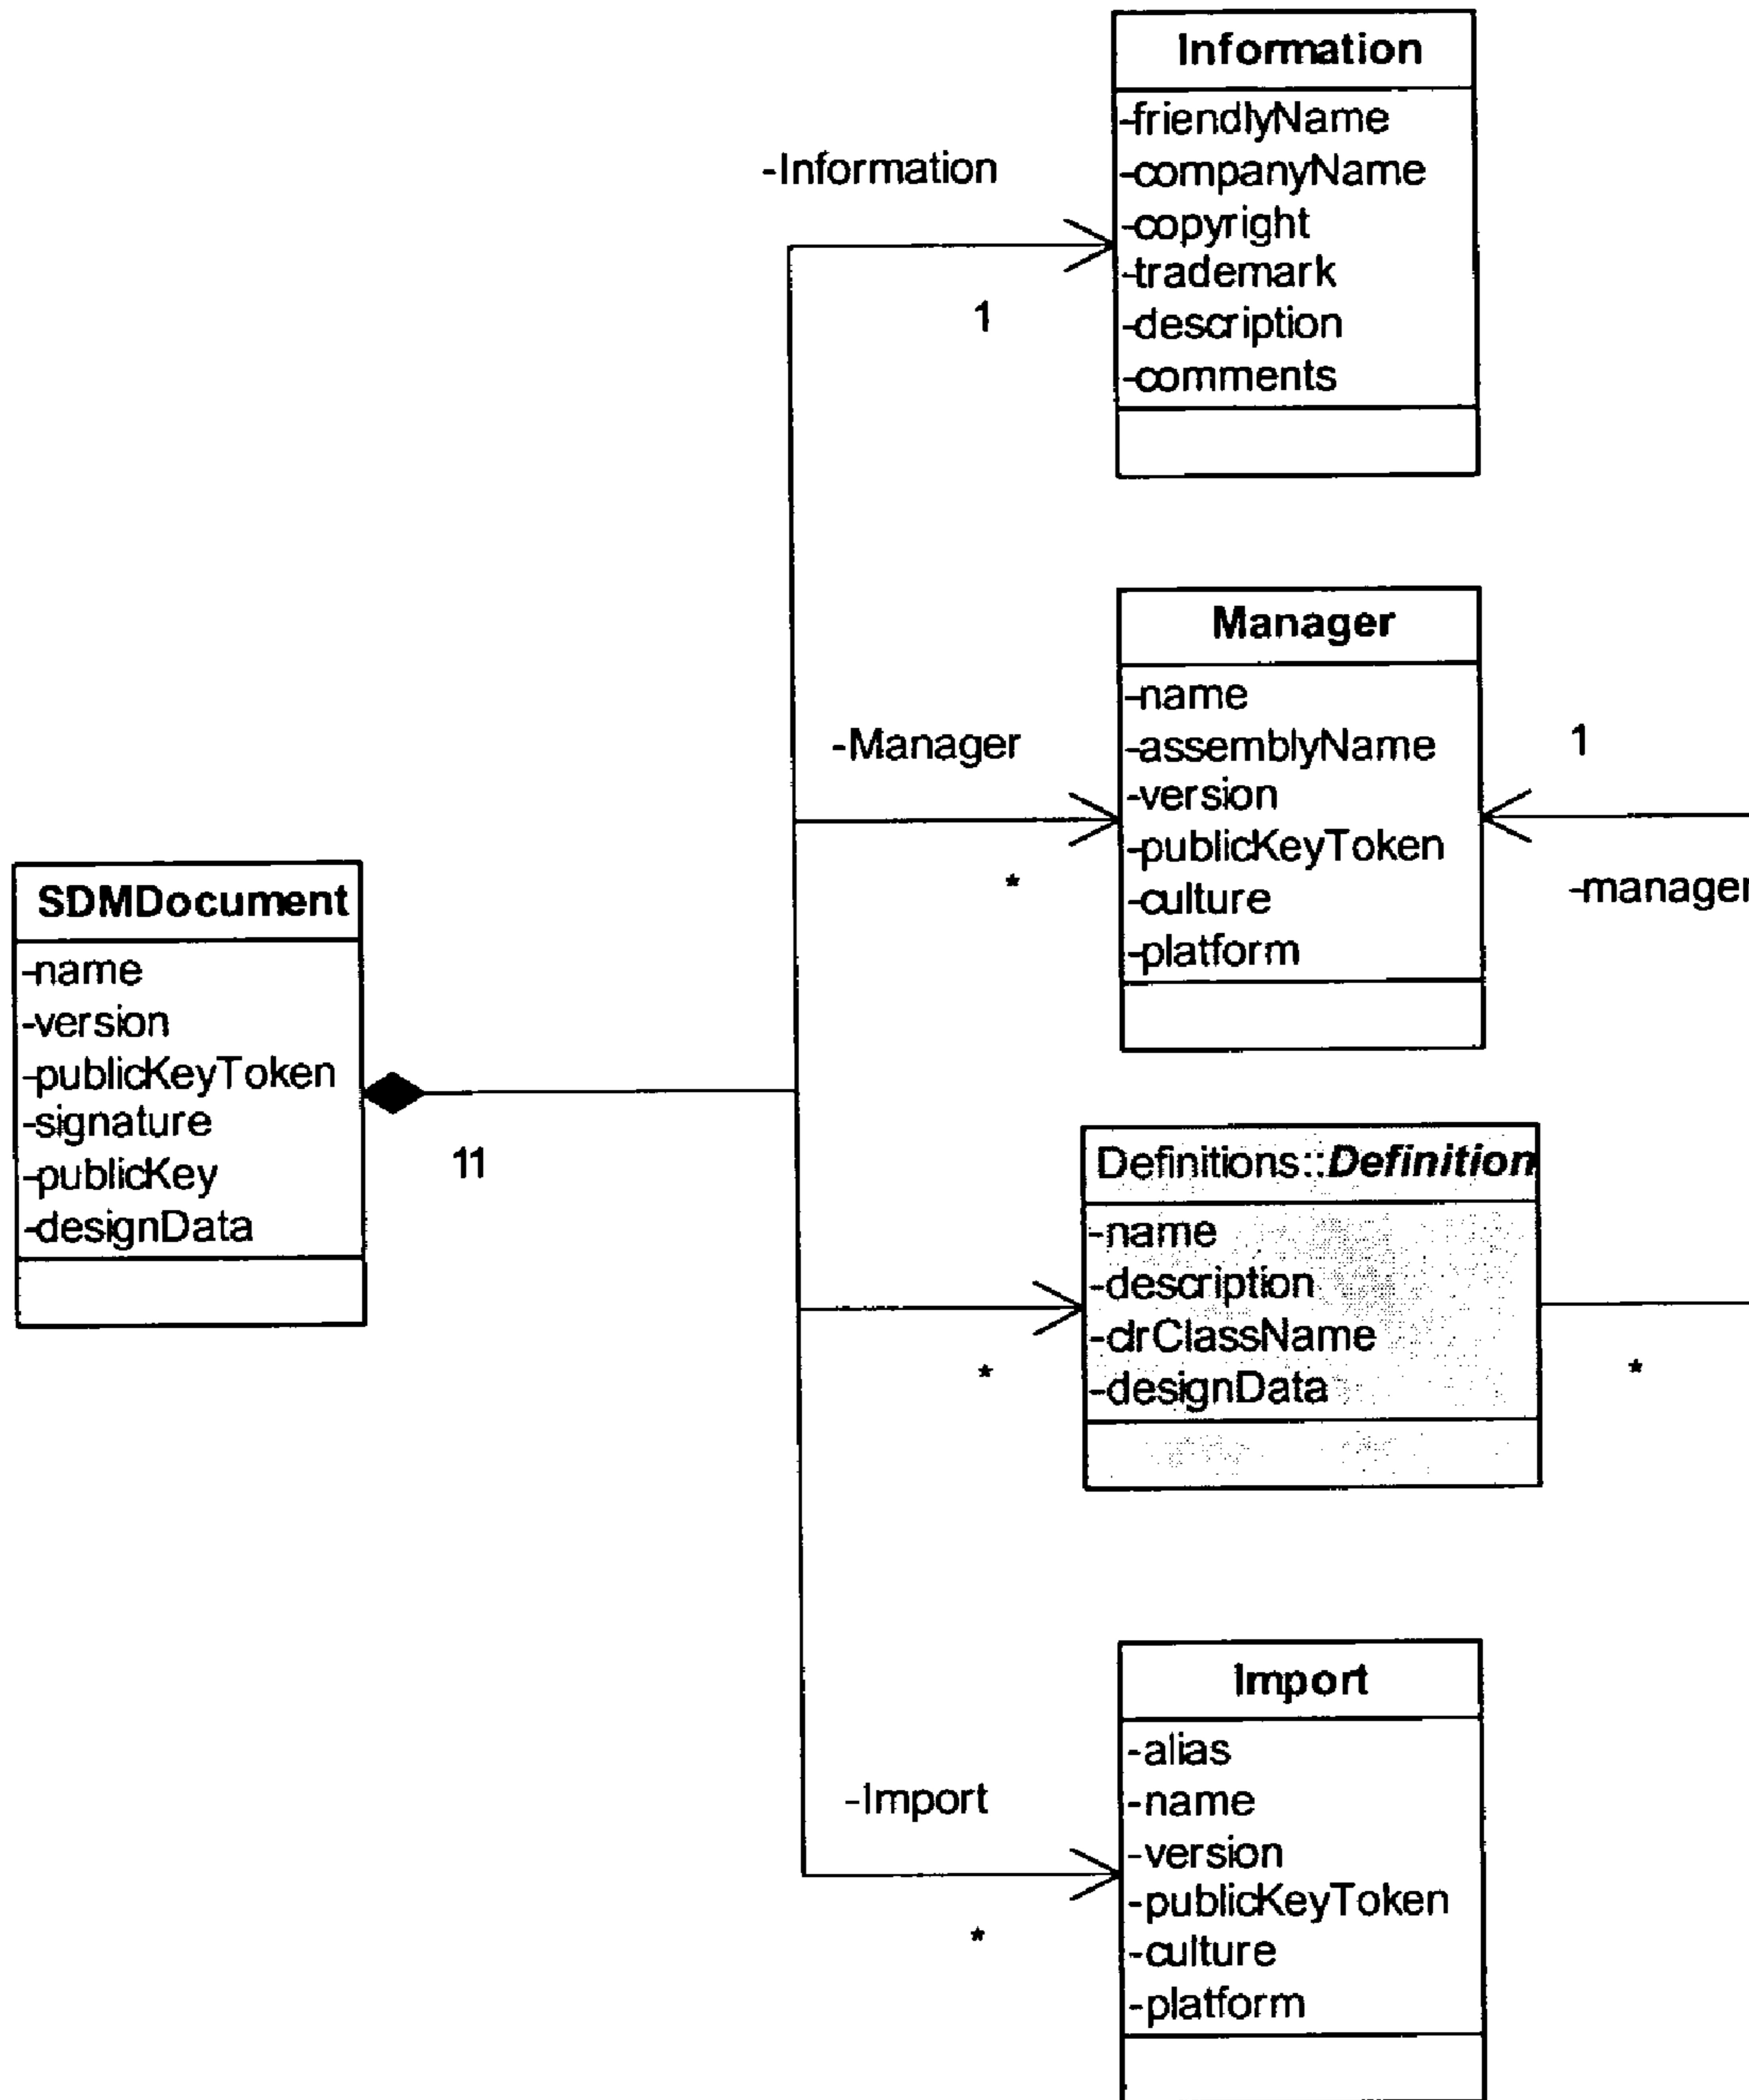 Information
-friendlyName
-companyName
-copyright
-trademark
-description
-comments
-Information
1
Manager
-name
-assemblyName
-version
-publicKeyToken
-culture
-platform
-Manager
*
1
-manager
SDMDocument
-name
-version
-publicKeyToken
-signature
-publicKey
-designData
11
Definitions::Definition
-name
-description
-clrClassName
-designData
*
*
Import
-alias
-name
-version
-publicKeyToken
-culture
-platform
-Import
*